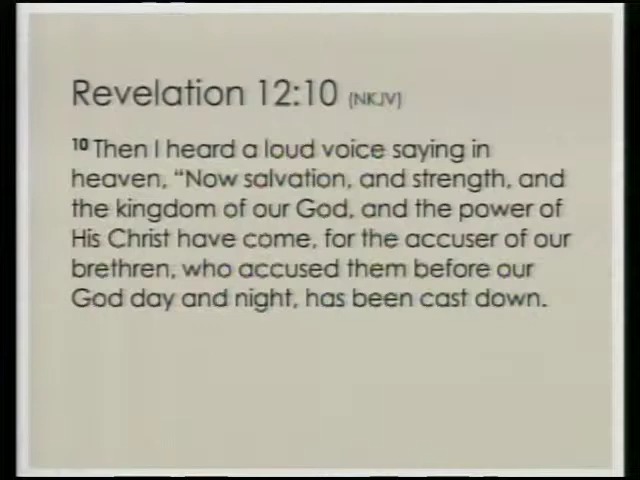 Revelation 12:10 (NKJV)
10 Then I heard a loud voice saying in
heaven, “Now salvation, and strength, and
the kingdom of our God, and the power of
His Christ have come, for the accuser of our
brethren, who accused them before our
God day and night, has been cast down.